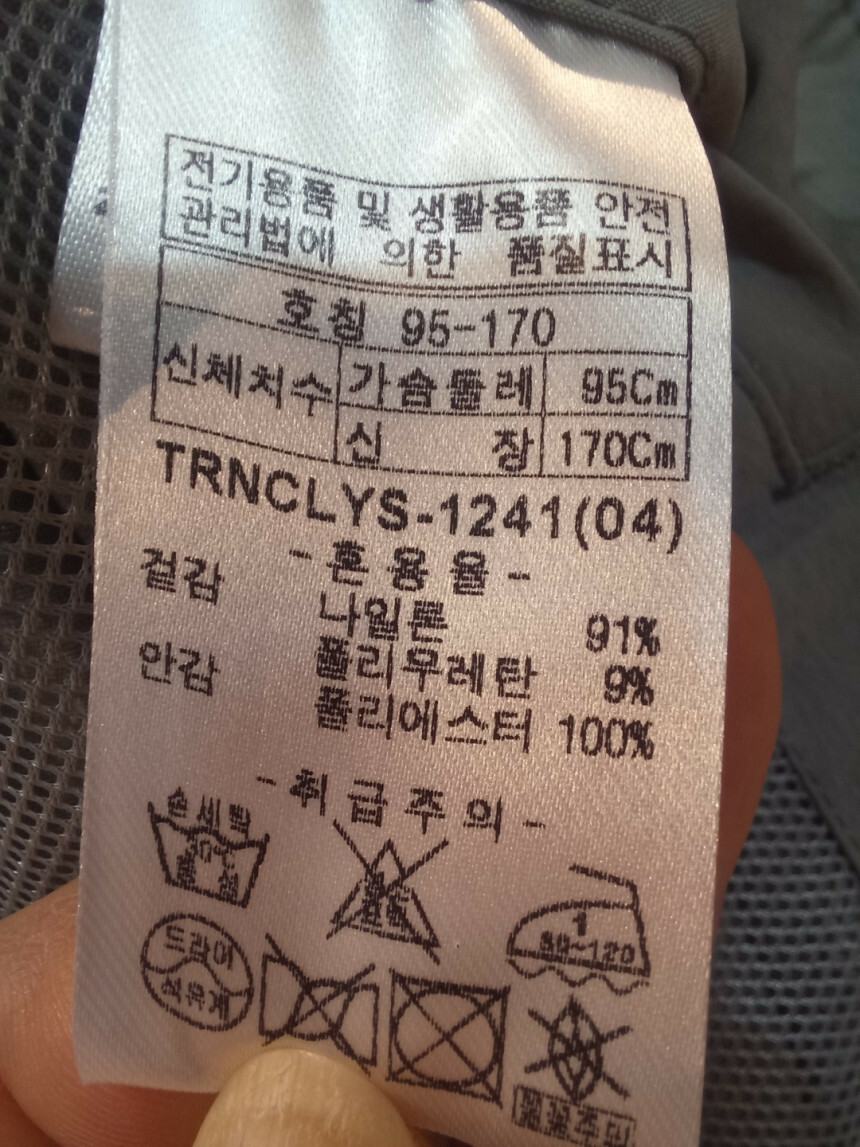 전기용품 및 생활용품 안전
관리법에 의한 품질표시
호칭 95-170
신체치수 가슴둘레 95Cm
신 장 170Cm
TRNCLYS-1241(04)
- 혼 용 율 -
겉감 나일론 91%
폴리우레탄 9%
안감 폴리에스터 100%
- 취 급 주 의 -
손세탁
1
80~120
드라이
석유계